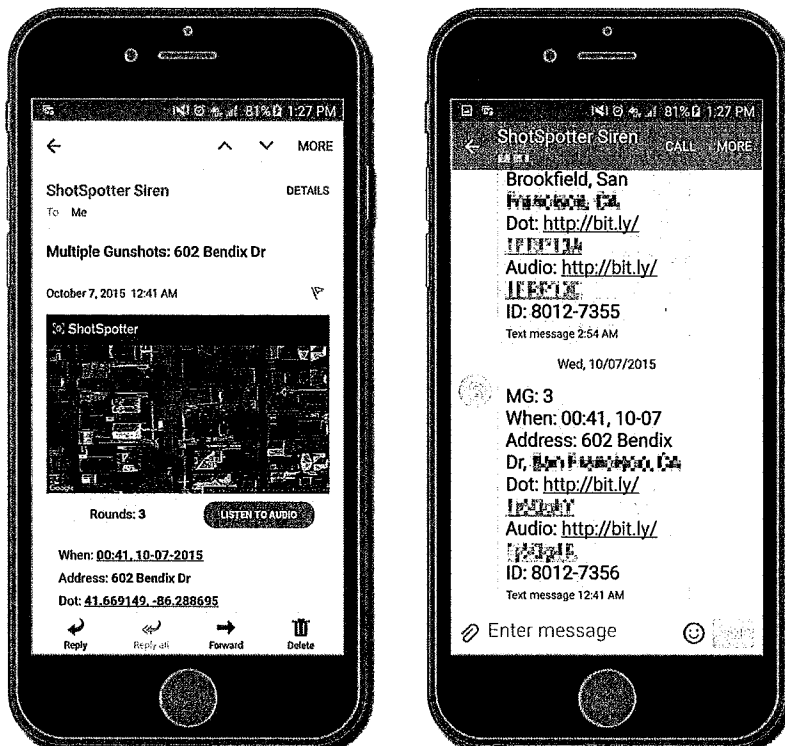 81% 1:27 PM
MORE
ShotSpotter Siren DETAILS
To Me
Multiple Gunshots: 602 Bendix Dr
October 7, 2015 12:41 AM
ShotSpotter
Google
Rounds: 3 LISTEN TO AUDIO
When: 00:41, 10-07-2015
Address: 602 Bendix Dr
Dot: 41.669149, -86.288695
Reply Reply all Forward Delete
81% 1:27 PM
ShotSpotter Siren CALL MORE
Brookfield, San
Dot: http://bit.ly/
Audio: http://bit.ly/
ID: 8012-7355
Text message 2:54 AM
Wed, 10/07/2015
MG: 3
When: 00:41, 10-07
Address: 602 Bendix
Dr,
Dot: http://bit.ly/
Audio: http://bit.ly/
ID: 8012-7356
Text message 12:41 AM
Enter message